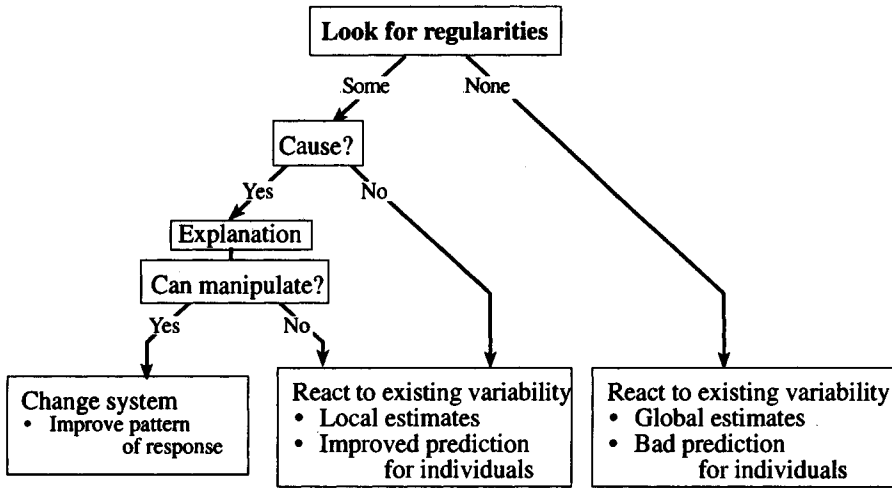 Look for regularities
Some
None
Cause?
Yes
No
Explanation
Can manipulate?
Yes
No
Change system
• Improve pattern
of response
React to existing variability
• Local estimates
• Improved prediction
for individuals
React to existing variability
• Global estimates
• Bad prediction
for individuals